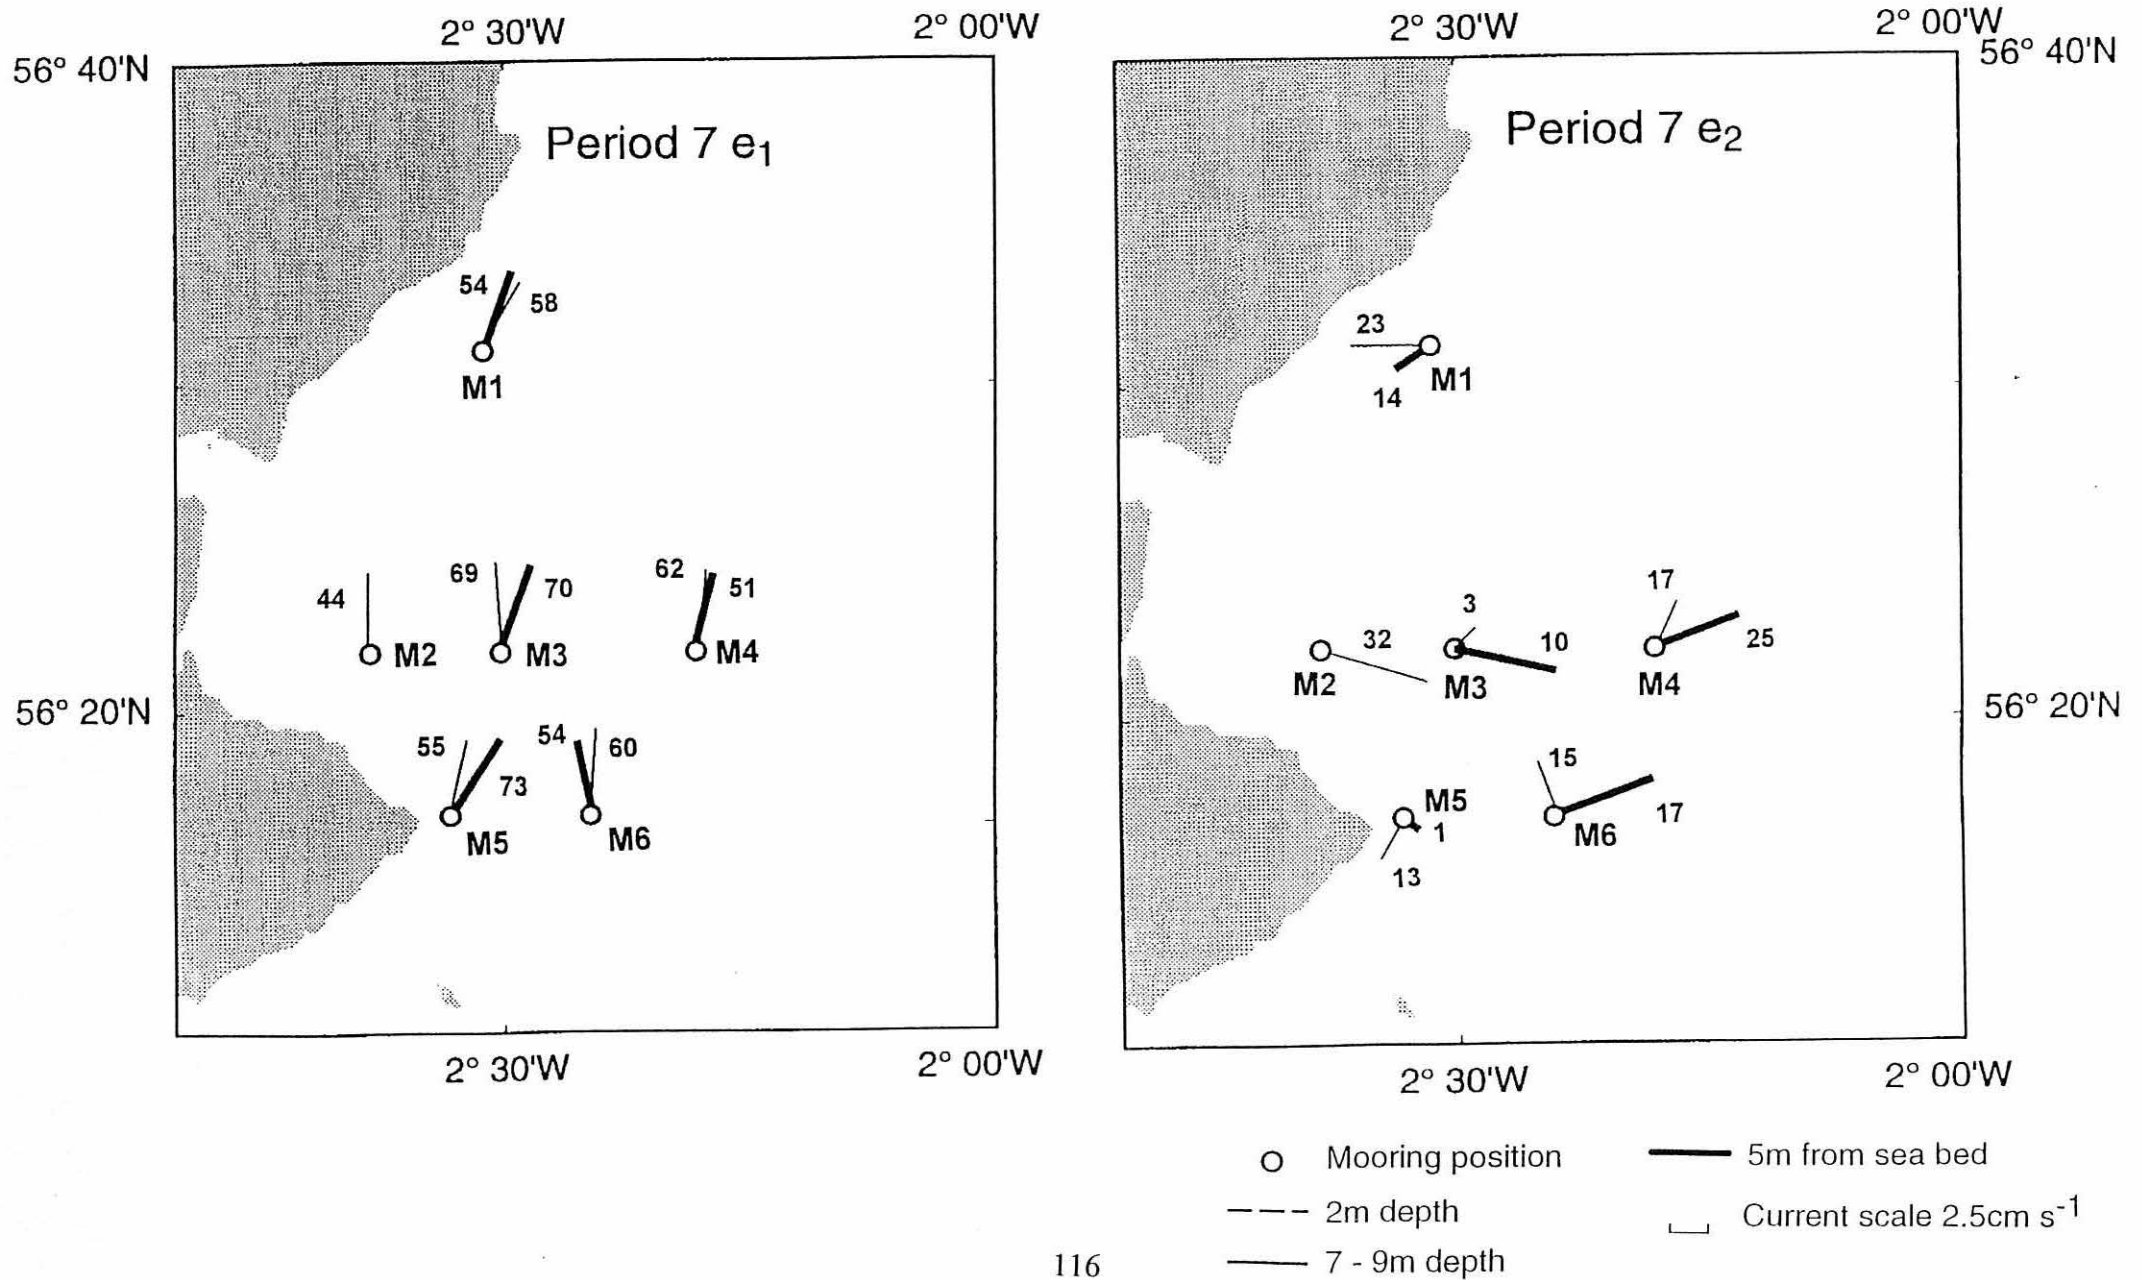 2° 30'W
2° 00'W
2° 30'W
2° 00'W
56° 40'N
56° 40'N
Period 7 e₁
Period 7 e₂
54
58
M1
23
14
M1
44
M2
69
70
M3
62
51
M4
32
M2
3
10
M3
17
25
M4
56° 20'N
56° 20'N
55
73
M5
54
60
M6
M5
1
13
15
17
M6
2° 30'W
2° 00'W
2° 30'W
2° 00'W
Mooring position
5m from sea bed
2m depth
Current scale 2.5cm s⁻¹
7 - 9m depth
116